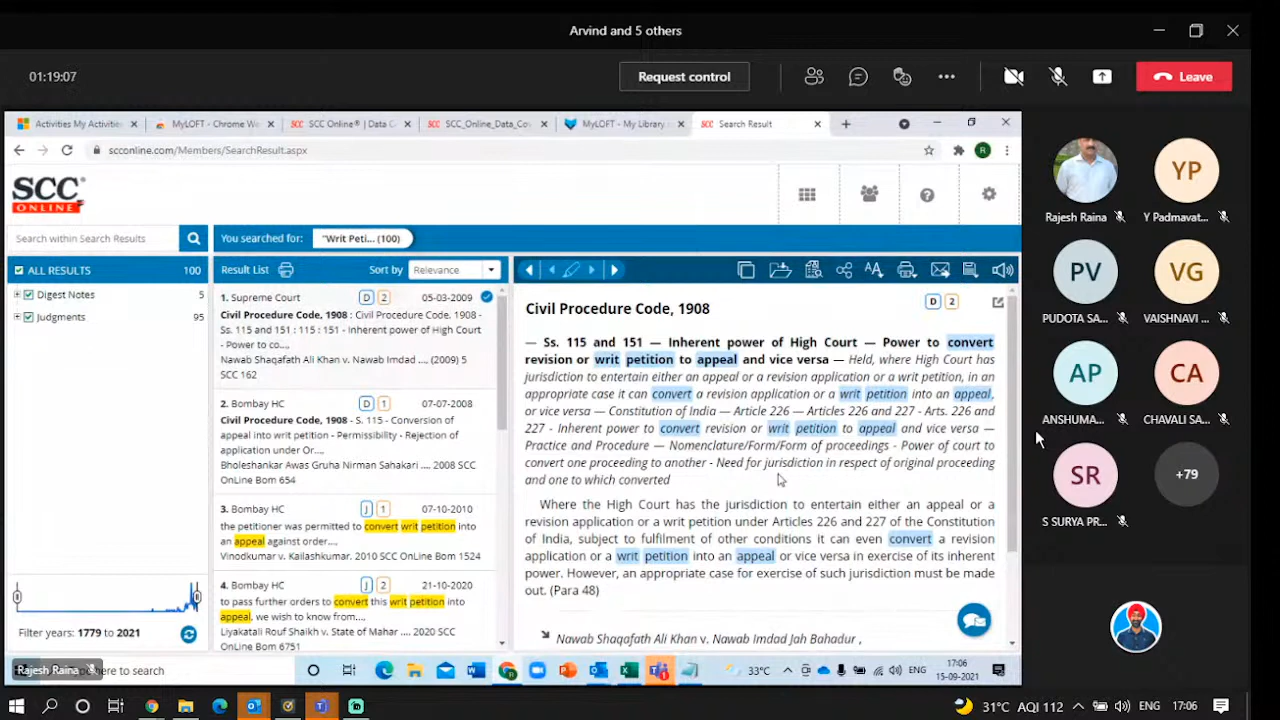 Arvind and 5 others
01:19:07
Request control
Leave
Activities My Activitie
MyLOFT - Chrome We
SCC Online® | Data C
SCC_Online_Data_Cov
MyLOFT - My Library
Search Result
scconline.com/Members/SearchResult.aspx
R
SCC
ONLINE
Search within Search Results
You searched for:
"Writ Peti... (100)
ALL RESULTS 100
Digest Notes 5
Judgments 95
Result List
Sort by
Relevance
1. Supreme Court D 2 05-03-2009
Civil Procedure Code, 1908 : Civil Procedure Code, 1908 -
Ss. 115 and 151 : 115 : 151 - Inherent power of High Court
- Power to co...,
Nawab Shaqafath Ali Khan v. Nawab Imdad .... (2009) 5
SCC 162
2. Bombay HC D 1 07-07-2008
Civil Procedure Code, 1908 - S. 115 - Conversion of
appeal into writ petition - Permissibility - Rejection of
application under Or...,
Bholeshankar Awas Gruha Nirman Sahakari .... 2008 SCC
OnLine Bom 654
3. Bombay HC J 1 07-10-2010
the petitioner was permitted to convert writ petition into
an appeal against order...,
Vinodkumar v. Kailashkumar. 2010 SCC OnLine Bom 1524
4. Bombay HC J 2 21-10-2020
to pass further orders to convert this writ petition into
appeal, we wish to know from...,
Liyakatali Rouf Shaikh v. State of Mahar .... 2020 SCC
OnLine Bom 6751
Filter years: 1779 to 2021
Civil Procedure Code, 1908
D 2
— Ss. 115 and 151 — Inherent power of High Court — Power to convert
revision or writ petition to appeal and vice versa — Held, where High Court has
jurisdiction to entertain either an appeal or a revision application or a writ petition, in an
appropriate case it can convert a revision application or a writ petition into an appeal,
or vice versa — Constitution of India — Article 226 — Articles 226 and 227 - Arts. 226 and
227 - Inherent power to convert revision or writ petition to appeal and vice versa —
Practice and Procedure — Nomenclature/Form/Form of proceedings - Power of court to
convert one proceeding to another - Need for jurisdiction in respect of original proceeding
and one to which converted
Where the High Court has the jurisdiction to entertain either an appeal or a
revision application or a writ petition under Articles 226 and 227 of the Constitution
of India, subject to fulfillment of other conditions it can even convert a revision
application or a writ petition into an appeal or vice versa in exercise of its inherent
power. However, an appropriate case for exercise of such jurisdiction must be made
out. (Para 48)
Nawab Shaqafath Ali Khan v. Nawab Imdad Jah Bahadur ,
Rajesh Raina
YP
Y Padmavat...
PV
PUDOTA SA...
VG
VAISHNAVI ...
AP
ANSHUMA...
CA
CHAVALI SA...
SR
S SURYA PR...
+79
Rajesh Raina
here to search
33°C
ENG
17:06
15-09-2021
31°C AQI 112
ENG
17:06